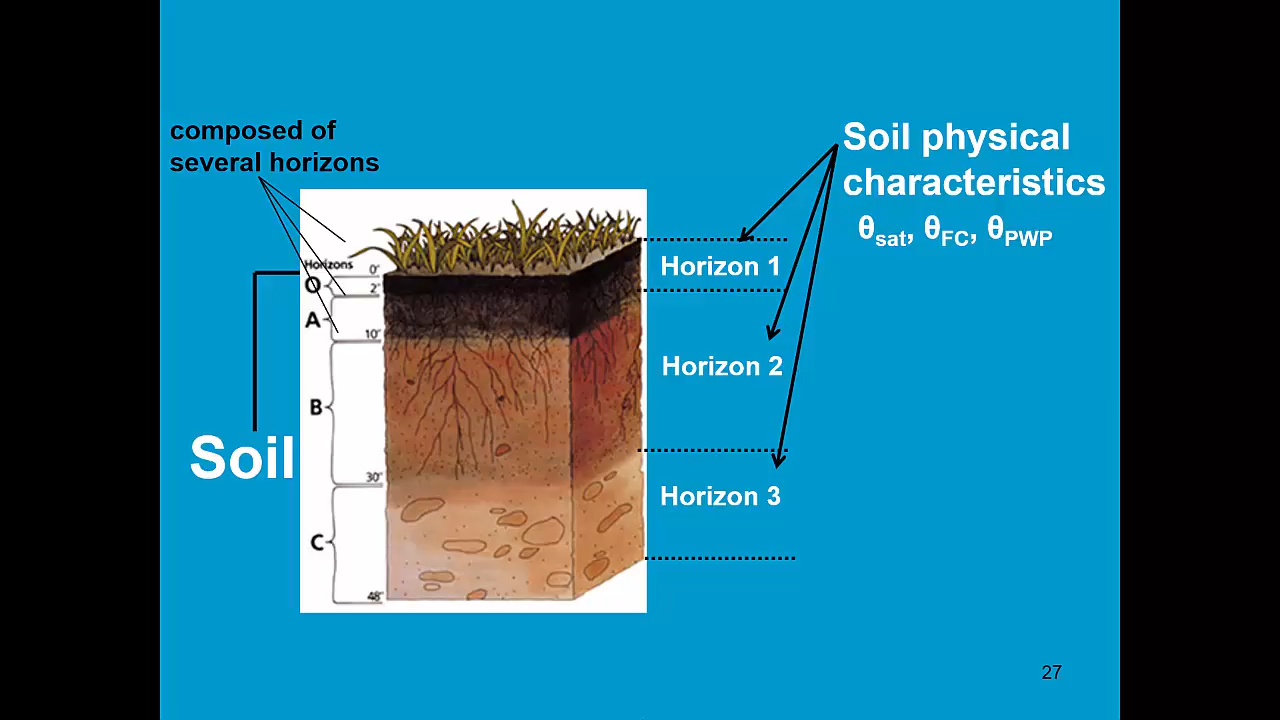 composed of
several horizons
Soil physical
characteristics
θsat, θFC, θPWP
Horizons
0"
O
2"
A
10"
B
30"
C
48"
Horizon 1
Horizon 2
Horizon 3
Soil
27